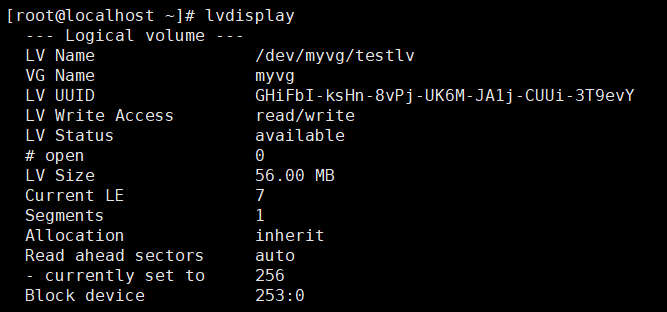 [root@localhost ~]# lvdisplay
--- Logical volume ---
LV Name /dev/myvg/testlv
VG Name myvg
LV UUID GHiFbI-ksHn-8vPj-UK6M-JA1j-CUUi-3T9evY
LV Write Access read/write
LV Status available
# open 0
LV Size 56.00 MB
Current LE 7
Segments 1
Allocation inherit
Read ahead sectors auto
- currently set to 256
Block device 253:0